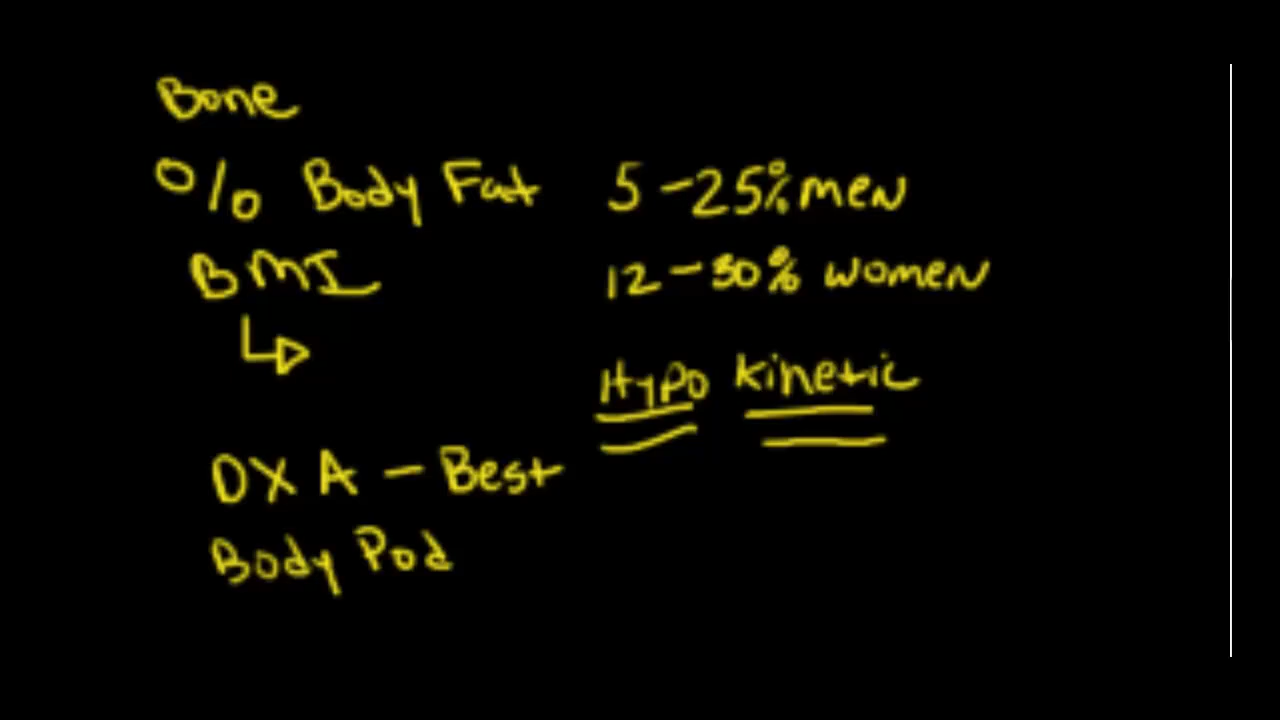 Bone
% Body Fat 5-25% men
BMI 12-30% women
Hypo kinetic
DXA - Best
Body Pod